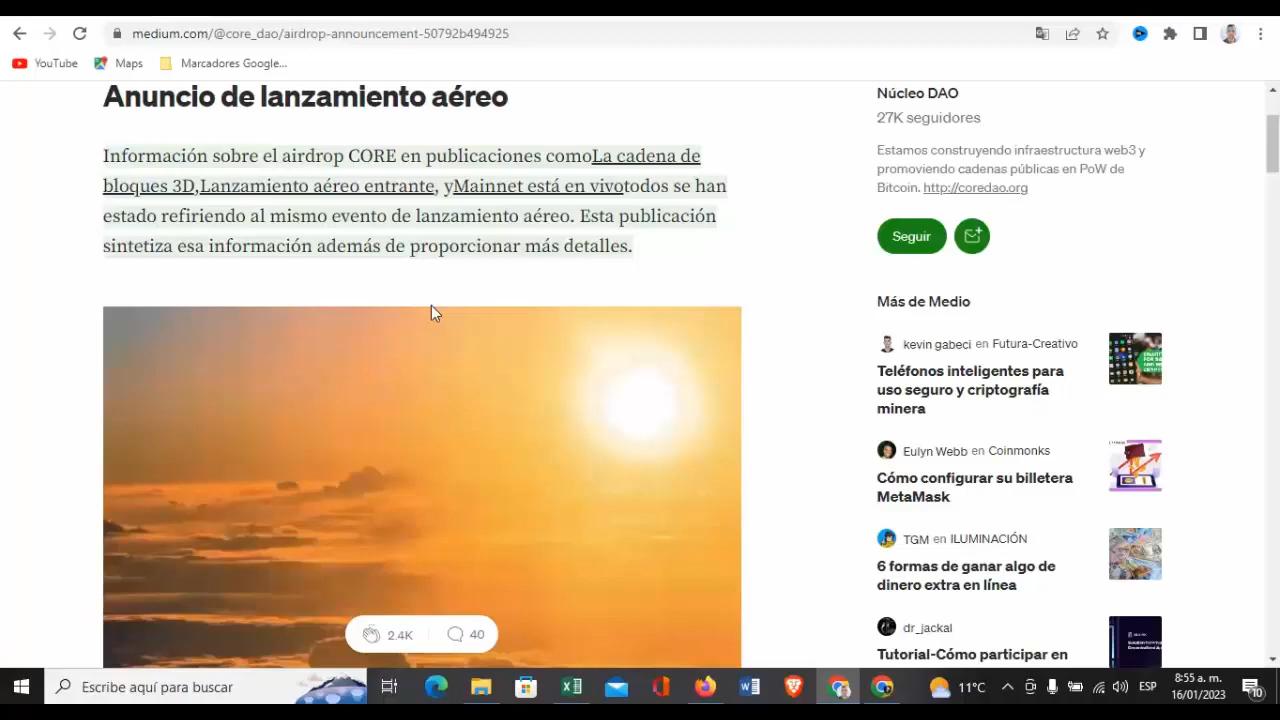 medium.com/@core_dao/airdrop-announcement-50792b494925
YouTube
Maps
Marcadores Google...
Anuncio de lanzamiento aéreo
Información sobre el airdrop CORE en publicaciones comoLa cadena de
bloques 3D,Lanzamiento aéreo entrante, yMainnet está en vivotodos se han
estado refiriendo al mismo evento de lanzamiento aéreo. Esta publicación
sintetiza esa información además de proporcionar más detalles.
2.4K
40
Núcleo DAO
27K seguidores
Estamos construyendo infraestructura web3 y
promoviendo cadenas públicas en PoW de
Bitcoin. http://coredao.org
Seguir
Más de Medio
kevin gabeci en Futura-Creativo
Teléfonos inteligentes para
uso seguro y criptografía
minera
Eulyn Webb en Coinmonks
Cómo configurar su billetera
MetaMask
TGM en ILUMINACIÓN
6 formas de ganar algo de
dinero extra en línea
dr_jackal
Tutorial-Cómo participar en
Escribe aquí para buscar
11°C
ESP
8:55 a. m.
16/01/2023
10